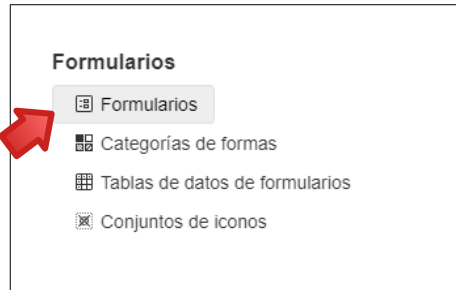 Formularios
Formularios
Categorías de formas
Tablas de datos de formularios
Conjuntos de iconos